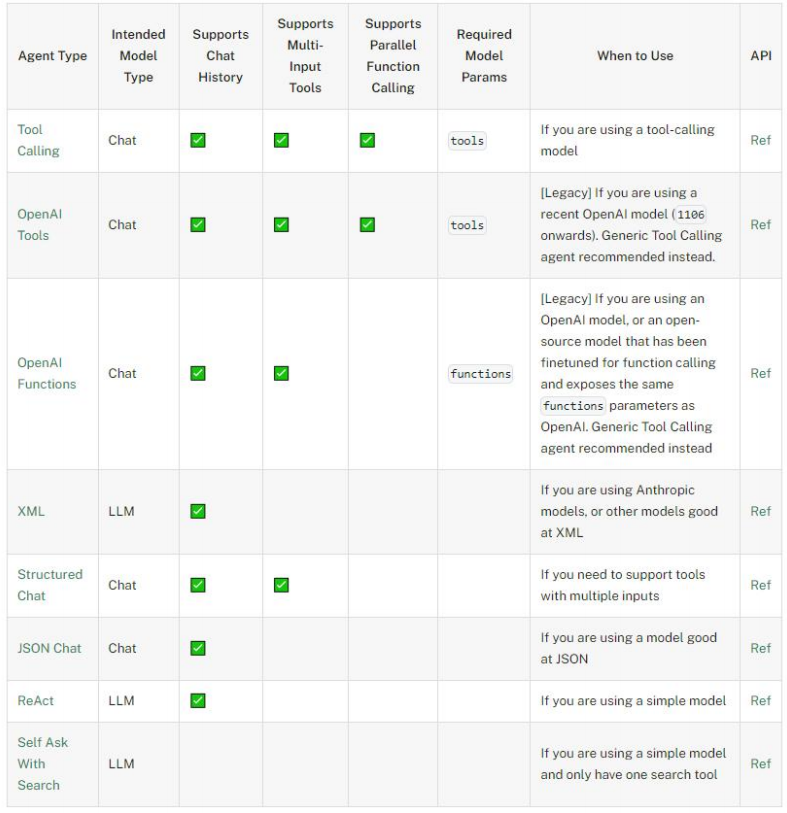 Agent Type
Intended
Model
Type
Supports
Chat
History
Supports
Multi-
Input
Tools
Supports
Parallel
Function
Calling
Required
Model
Params
When to Use
API
Tool
Calling
Chat
✅
✅
✅
tools
If you are using a tool-calling
model
Ref
OpenAI
Tools
Chat
✅
✅
✅
tools
[Legacy] If you are using a
recent OpenAI model (1106
onwards). Generic Tool Calling
agent recommended instead.
Ref
OpenAI
Functions
Chat
✅
✅
functions
[Legacy] If you are using an
OpenAI model, or an open-
source model that has been
finetuned for function calling
and exposes the same
functions parameters as
OpenAI. Generic Tool Calling
agent recommended instead
Ref
XML
LLM
✅
If you are using Anthropic
models, or other models good
at XML
Ref
Structured
Chat
Chat
✅
✅
If you need to support tools
with multiple inputs
Ref
JSON Chat
Chat
✅
If you are using a model good
at JSON
Ref
ReAct
LLM
✅
If you are using a simple model
Ref
Self Ask
With
Search
LLM
If you are using a simple model
and only have one search tool
Ref